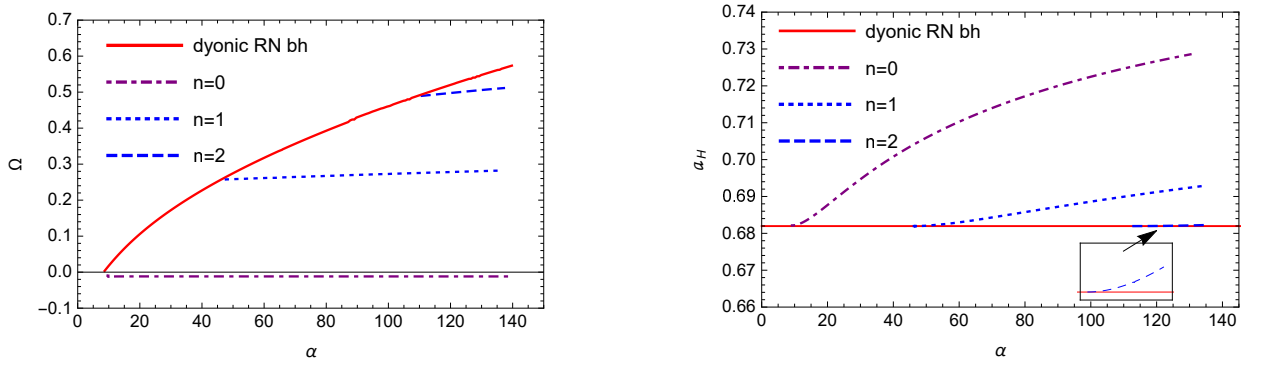 0.7
0.6
0.5
0.4
0.3
0.2
0.1
0.0
−0.1
Ω
dyonic RN bh
n=0
n=1
n=2
0 20 40 60 80 100 120 140
α
0.74
0.73
0.72
0.71
0.70
0.69
0.68
0.67
0.66
a_H
dyonic RN bh
n=0
n=1
n=2
0 20 40 60 80 100 120 140
α